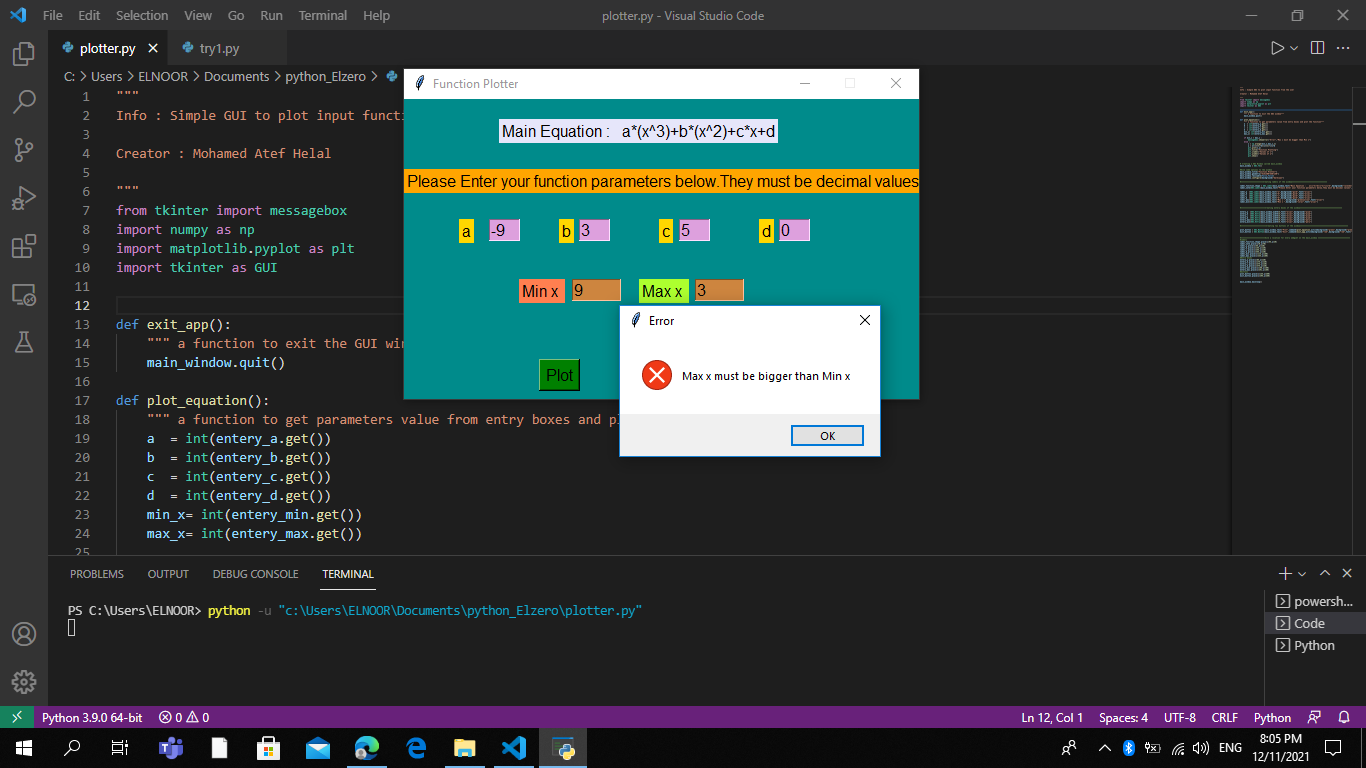 File Edit Selection View Go Run Terminal Help
plotter.py - Visual Studio Code
plotter.py
try1.py
C: > Users > ELNOOR > Documents > python_Elzero >
1 """
2 Info : Simple GUI to plot input functi
3
4 Creator : Mohamed Atef Helal
5
6 """
7 from tkinter import messagebox
8 import numpy as np
9 import matplotlib.pyplot as plt
10 import tkinter as GUI
11
12
13 def exit_app():
14 """ a function to exit the GUI win
15 main_window.quit()
16
17 def plot_equation():
18 """ a function to get parameters value from entry boxes and pl
19 a = int(entery_a.get())
20 b = int(entery_b.get())
21 c = int(entery_c.get())
22 d = int(entery_d.get())
23 min_x= int(entery_min.get())
24 max_x= int(entery_max.get())
25
Function Plotter
Main Equation : a*(x^3)+b*(x^2)+c*x+d
Please Enter your function parameters below.They must be decimal values
a -9 b 3 c 5 d 0
Min x 9 Max x 3
Plot
Error
Max x must be bigger than Min x
OK
PROBLEMS OUTPUT DEBUG CONSOLE TERMINAL
PS C:\Users\ELNOOR> python -u "c:\Users\ELNOOR\Documents\python_Elzero\plotter.py"
powersh...
Code
Python
Python 3.9.0 64-bit 0 0
Ln 12, Col 1 Spaces: 4 UTF-8 CRLF Python
ENG
8:05 PM
12/11/2021